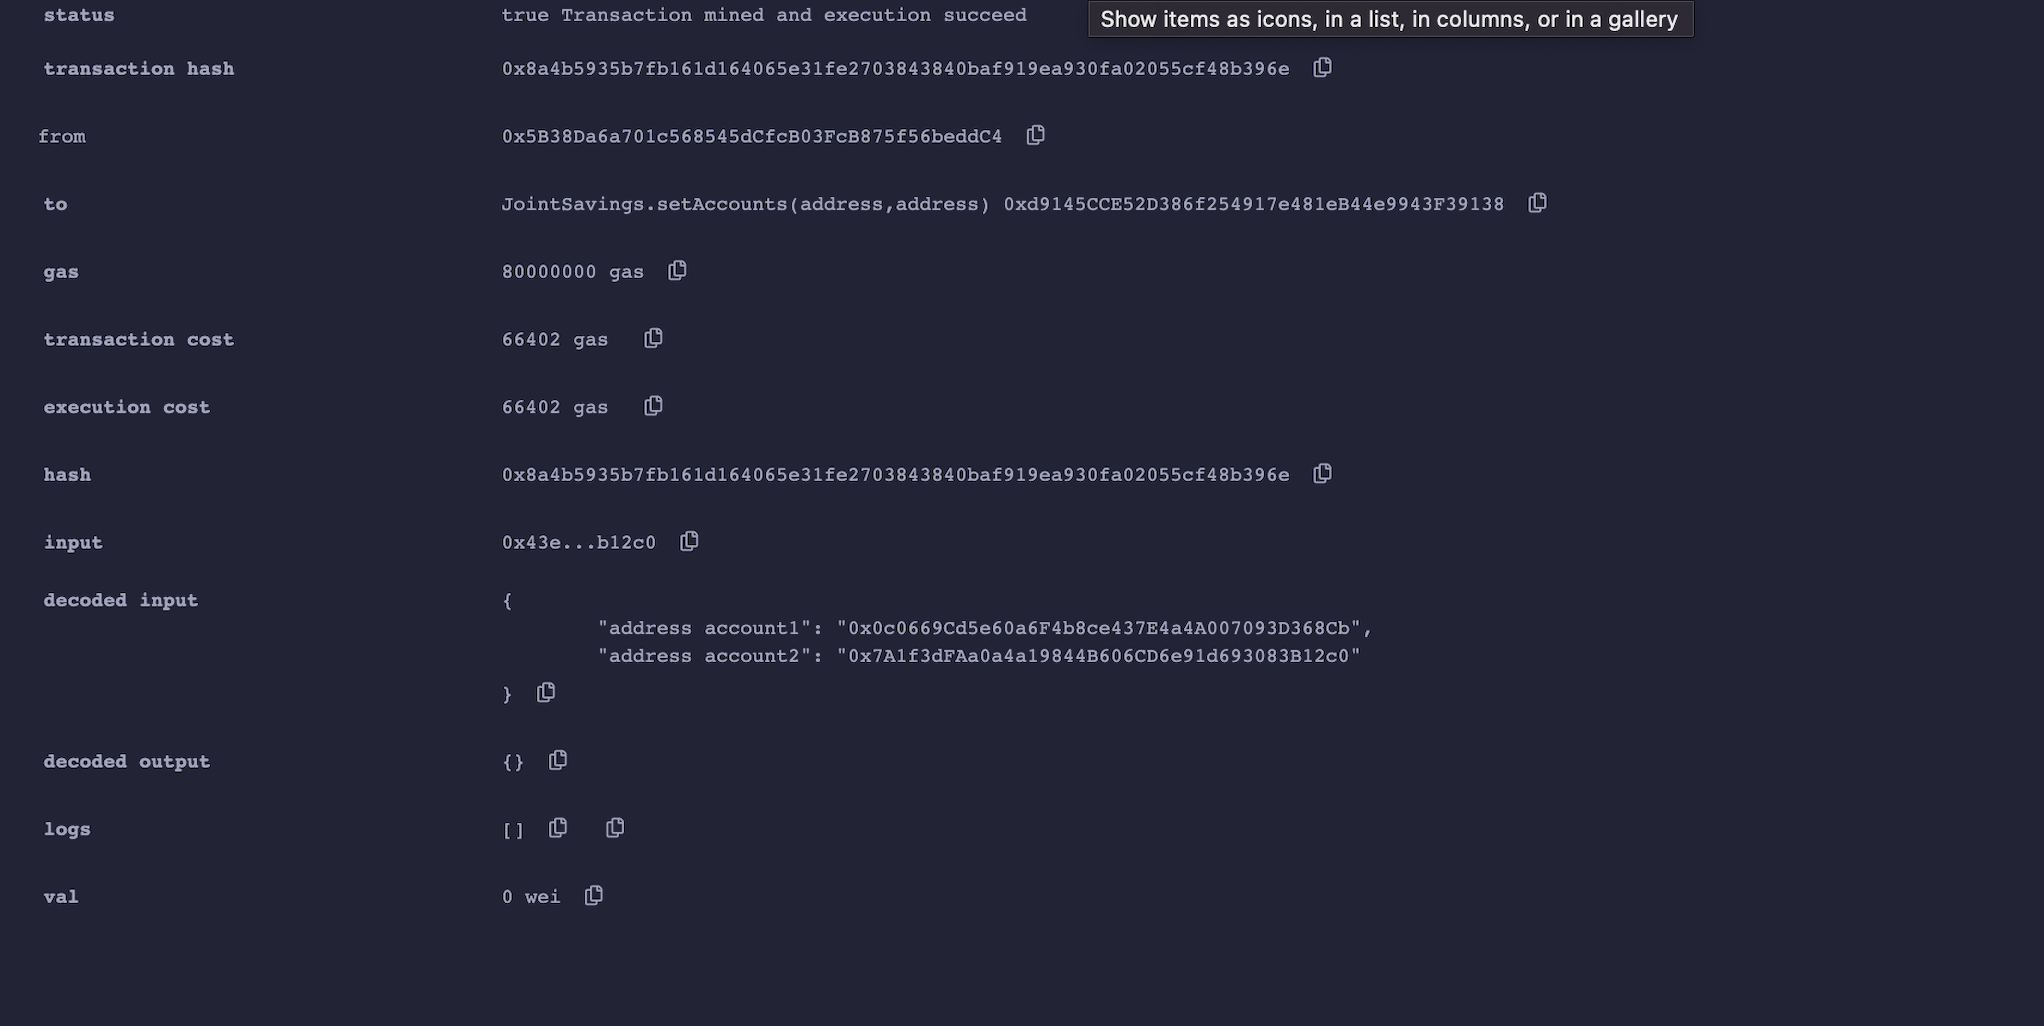 status true Transaction mined and execution succeed
Show items as icons, in a list, in columns, or in a gallery
transaction hash 0x8a4b5935b7fb161d164065e31fe2703843840baf919ea930fa02055cf48b396e
from 0x5B38Da6a701c568545dCfcB03FcB875f56beddC4
to JointSavings.setAccounts(address,address) 0xd9145CCE52D386f254917e481eB44e9943F39138
gas 80000000 gas
transaction cost 66402 gas
execution cost 66402 gas
hash 0x8a4b5935b7fb161d164065e31fe2703843840baf919ea930fa02055cf48b396e
input 0x43e...b12c0
decoded input {
"address account1": "0x0c0669Cd5e60a6F4b8ce437E4a4A007093D368Cb",
"address account2": "0x7A1f3dFAa0a4a19844B606CD6e91d693083B12c0"
}
decoded output {}
logs []
val 0 wei